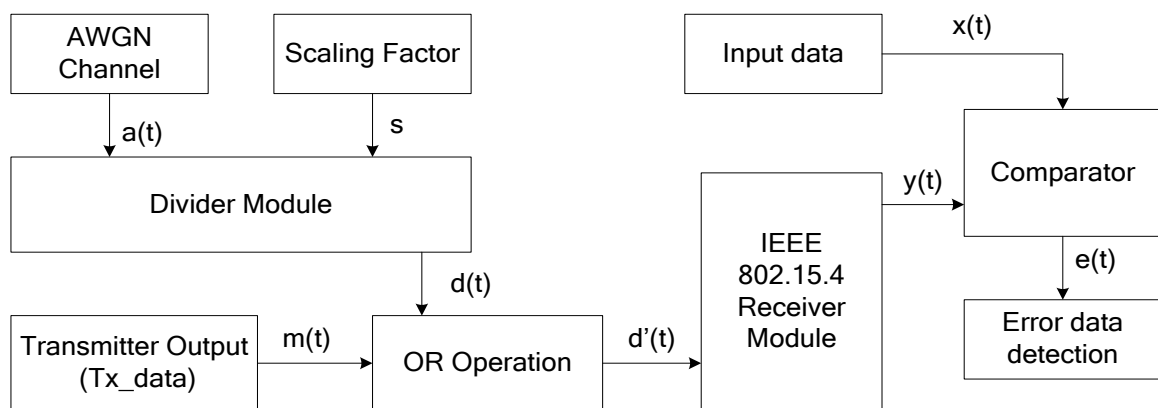 AWGN
Channel
Scaling Factor
Input data
x(t)
a(t)
s
Divider Module
Comparator
y(t)
IEEE
802.15.4
Receiver
Module
d(t)
e(t)
Transmitter Output
(Tx_data)
m(t)
OR Operation
d’(t)
Error data
detection